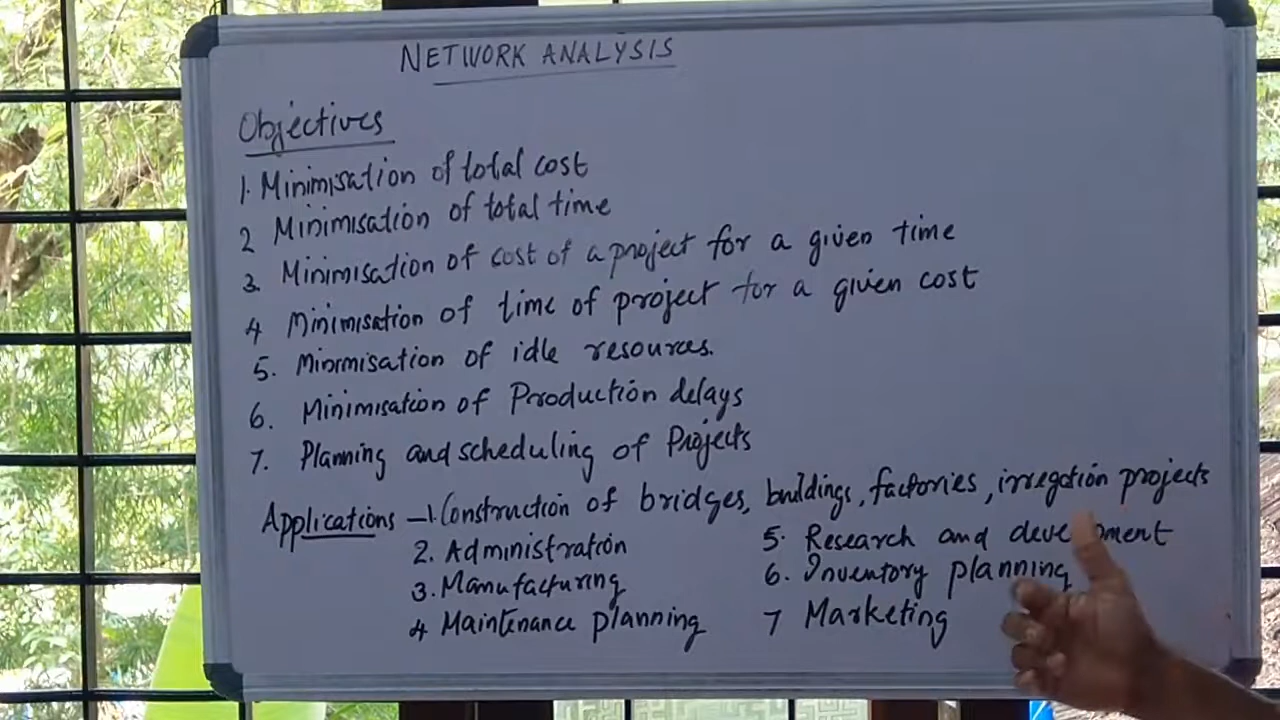 NETWORK ANALYSIS
Objectives
1. Minimisation of total cost
2 Minimisation of total time
3. Minimisation of cost of a project for a given time
4 Minimisation of time of project for a given cost
5. Minimisation of idle resources.
6. Minimisation of Production delays
7. Planning and scheduling of Projects
Applications - 1. Construction of bridges, buildings, factories, irregation projects
2. Administration
3. Manufacturing
4 Maintenance planning
5. Research and development
6. Inventory planning
7 Marketing